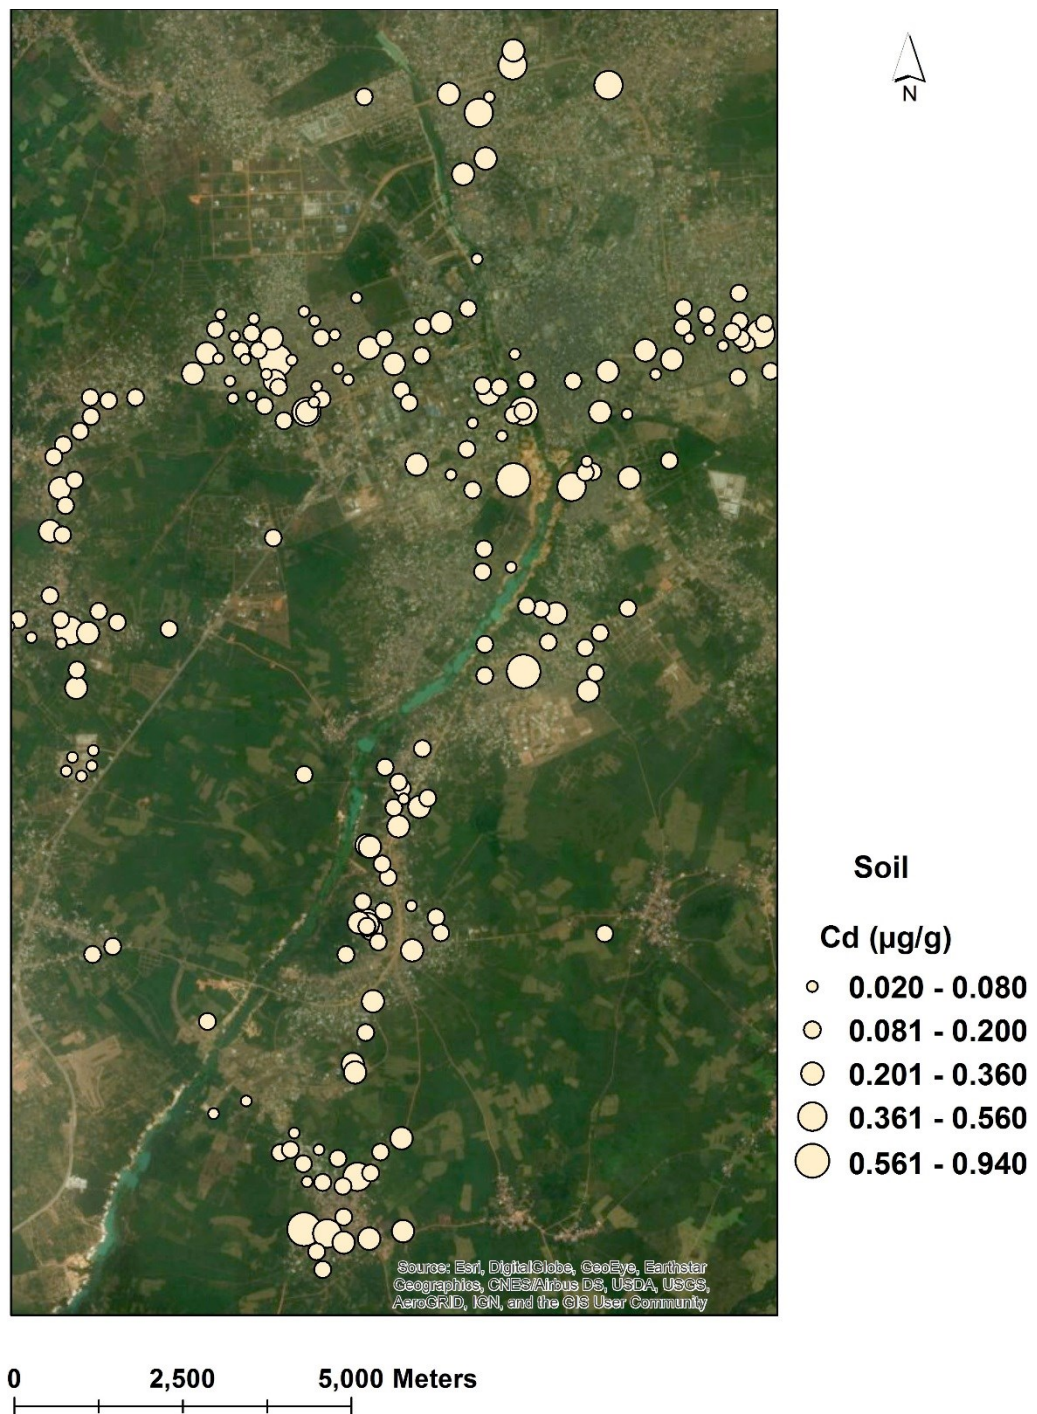 N
Soil
Cd (µg/g)
0.020 - 0.080
0.081 - 0.200
0.201 - 0.360
0.361 - 0.560
0.561 - 0.940
Source: Esri, DigitalGlobe, GeoEye, Earthstar
Geographics, CNES/Airbus DS, USDA, USGS,
AeroGRID, IGN, and the GIS User Community
0 2,500 5,000 Meters